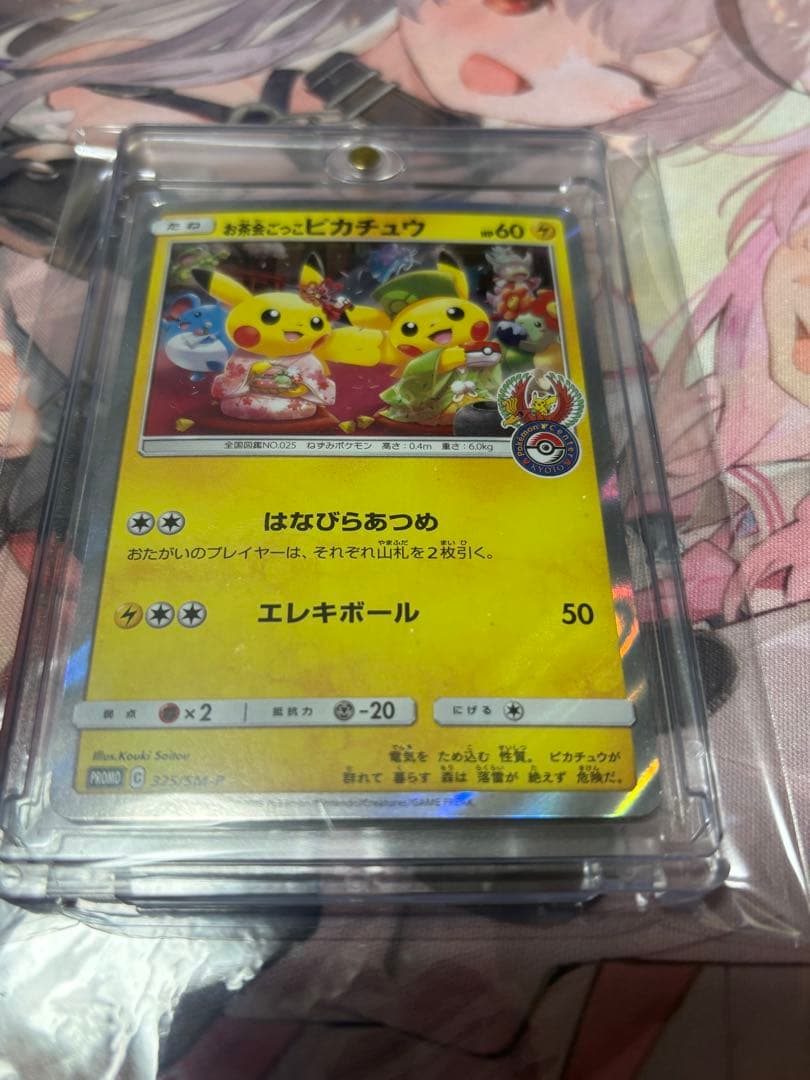 たね お茶会ごっこピカチュウ HP60
Pokémon Center
KYOTO
全国図鑑NO.025 ねずみポケモン 高さ:0.4m 重さ:6.0kg
はなびらあつめ
おたがいのプレイヤーは、それぞれ山札を2枚引く。
エレキボール 50
弱点 ×2 抵抗力 -20 にげる
Illus.Kouki Saitou
電気を ため込む 性質。 ピカチュウが
群れて 暮らす 森は 落雷が 絶えず 危険だ。
PROMO C 325/SM-P
Pokémon/Nintendo/Creatures/GAME FREAK